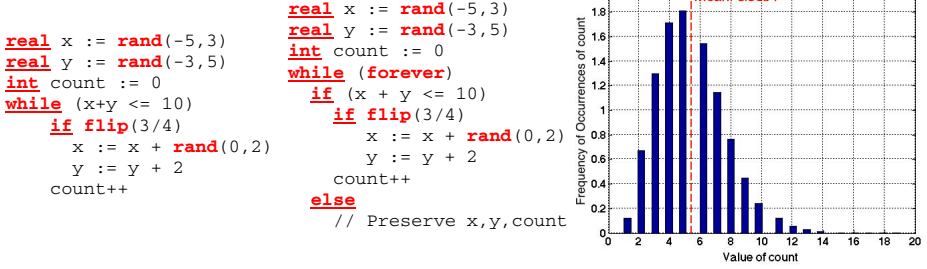 real x := rand(-5,3)
real y := rand(-3,5)
int count := 0
while (x+y <= 10)
if flip(3/4)
x := x + rand(0,2)
y := y + 2
count++
real x := rand(-5,3)
real y := rand(-3,5)
int count := 0
while (forever)
if (x + y <= 10)
if flip(3/4)
x := x + rand(0,2)
y := y + 2
count++
else
// Preserve x,y,count
Frequency of Occurrences of count
1.8
1.6
1.4
1.2
1
0.8
0.6
0.4
0.2
0
0 2 4 6 8 10 12 14 16 18 20
Value of count